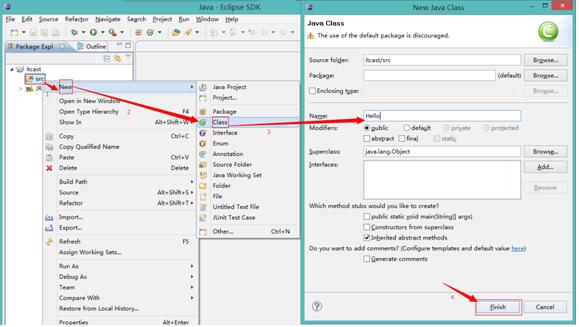 Java - Eclipse SDK
File Edit Source Refactor Navigate Search Project Run Window Help
Package Expl
Outline
itcast
src
JR
1
New
Open in New Window
Open Type Hierarchy F4
Show In Alt+Shift+W
Copy Ctrl+C
Copy Qualified Name
Paste Ctrl+V
Delete Delete
Build Path
Source Alt+Shift+S
Refactor Alt+Shift+T
Import...
Export...
Refresh F5
Assign Working Sets...
Run As
Debug As
Team
Compare With
Restore from Local History...
Properties Alt+Enter
2
Java Project
Project...
Package
Class
Interface
Enum
Annotation
Source Folder
Java Working Set
Folder
File
Untitled Text File
JUnit Test Case
Other... Ctrl+N
3
New Java Class
Java Class
The use of the default package is discouraged.
Source folder: itcast/src Browse...
Package: (default) Browse...
Enclosing type: Browse...
Name: Hello
Modifiers: public default private protected
abstract final static
Superclass: java.lang.Object Browse...
Interfaces: Add...
Remove
Which method stubs would you like to create?
public static void main(String[] args)
Constructors from superclass
Inherited abstract methods
Do you want to add comments? (Configure templates and default value here)
Generate comments
4
Finish Cancel